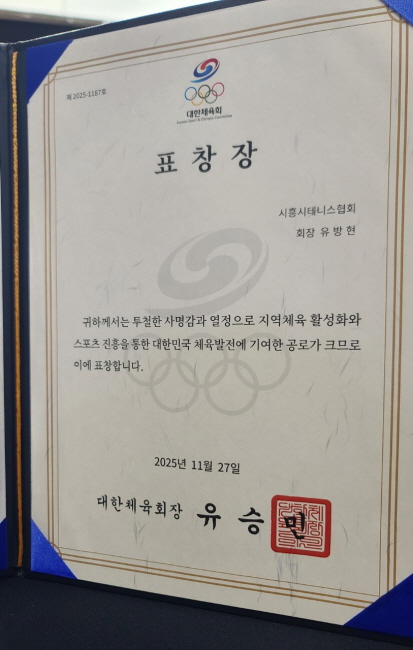 제 2025-1187호
대한체육회
Korean Sport & Olympic Committee
표창장
시흥시테니스협회
회장 유방현
귀하께서는 투철한 사명감과 열정으로 지역체육 활성화와
스포츠 진흥을 통한 대한민국 체육발전에 기여한 공로가 크므로
이에 표창합니다.
2025년 11월 27일
대한체육회장 유승민